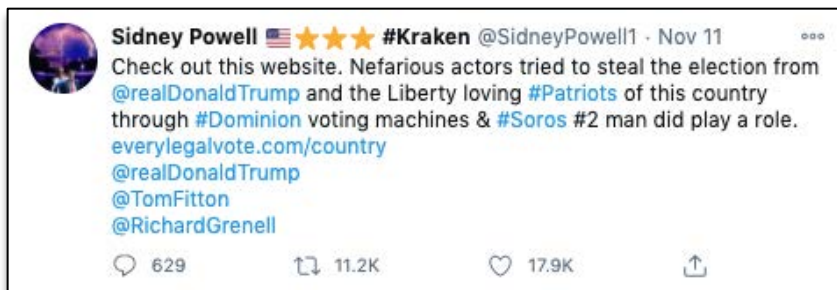 Sidney Powell 🇺🇸⭐⭐⭐ #Kraken @SidneyPowell1 · Nov 11
Check out this website. Nefarious actors tried to steal the election from
@realDonaldTrump and the Liberty loving #Patriots of this country
through #Dominion voting machines & #Soros #2 man did play a role.
everylegalvote.com/country
@realDonaldTrump
@TomFitton
@RichardGrenell
629 11.2K 17.9K